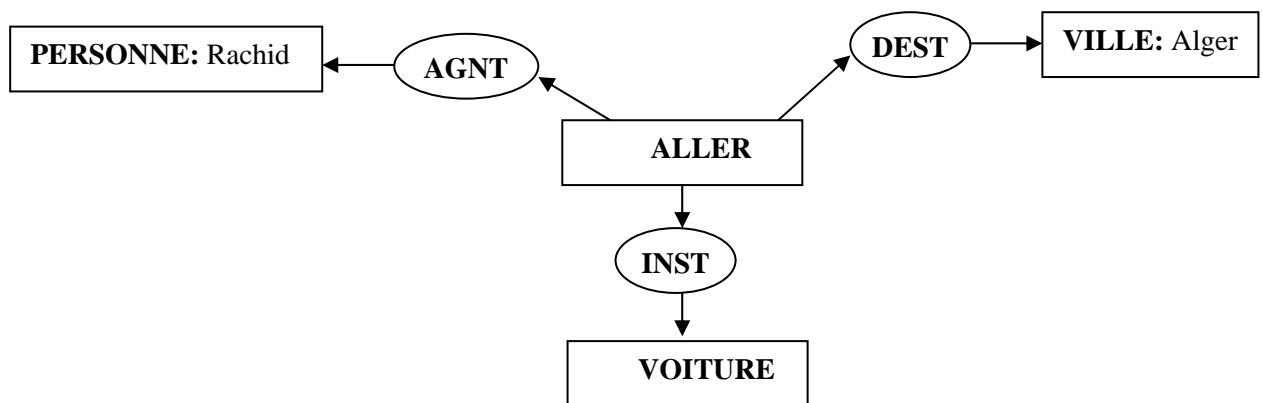 PERSONNE: Rachid
AGNT
DEST
VILLE: Alger
ALLER
INST
VOITURE